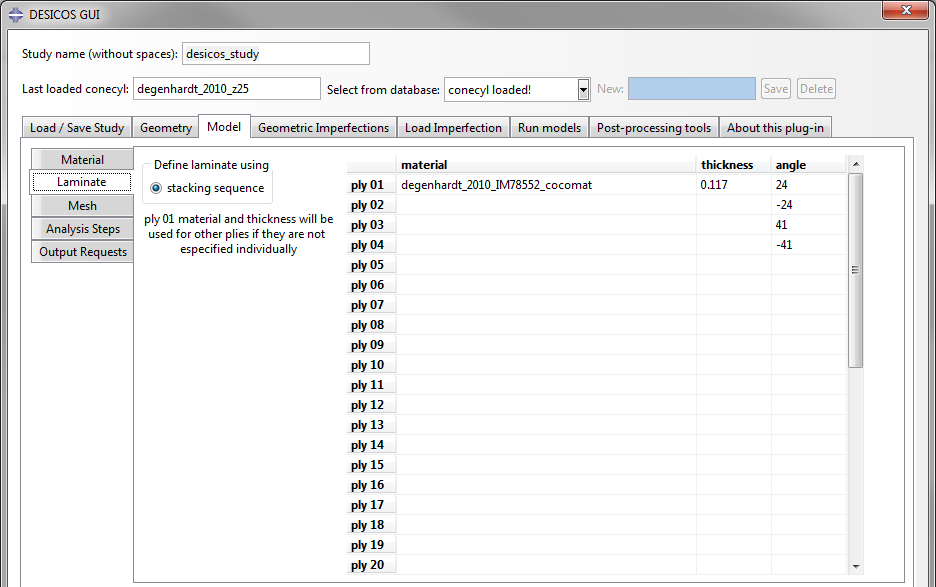 DESICOS GUI
Study name (without spaces): desicos_study
Last loaded conecyl: degenhardt_2010_z25 Select from database: conecyl loaded! New: Save Delete
Load / Save Study Geometry Model Geometric Imperfections Load Imperfection Run models Post-processing tools About this plug-in
Material
Laminate
Mesh
Analysis Steps
Output Requests
Define laminate using
stacking sequence
ply 01 material and thickness will be
used for other plies if they are not
especified individually
material thickness angle
ply 01 degenhardt_2010_IM78552_cocomat 0.117 24
ply 02 -24
ply 03 41
ply 04 -41
ply 05
ply 06
ply 07
ply 08
ply 09
ply 10
ply 11
ply 12
ply 13
ply 14
ply 15
ply 16
ply 17
ply 18
ply 19
ply 20